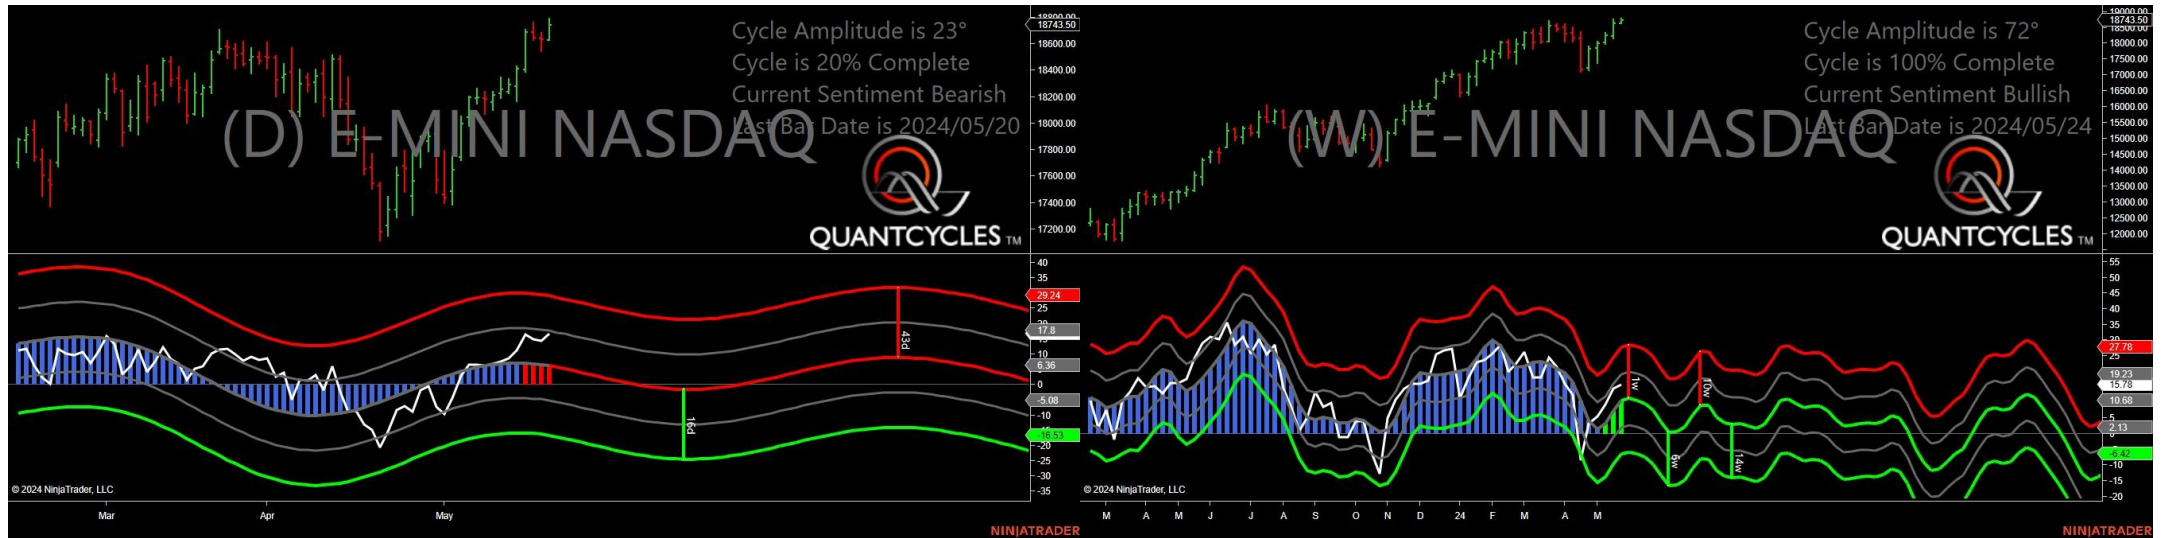 18800.00
18743.50
18600.00
18400.00
18200.00
18000.00
17800.00
17600.00
17400.00
17200.00
Cycle Amplitude is 23°
Cycle is 20% Complete
Current Sentiment Bearish
Last Bar Date is 2024/05/20
(D) E-MINI NASDAQ
QUANTCYCLES TM
40
35
29.24
25
17.8
10
6.36
0
-5.08
-10
-16.53
-20
-25
-30
-35
43d
16d
© 2024 NinjaTrader, LLC
Mar Apr May
NINJATRADER
19000.00
18743.50
18500.00
18000.00
17500.00
17000.00
16500.00
16000.00
15500.00
15000.00
14500.00
14000.00
13500.00
13000.00
12500.00
12000.00
Cycle Amplitude is 72°
Cycle is 100% Complete
Current Sentiment Bullish
Last Bar Date is 2024/05/24
(W) E-MINI NASDAQ
QUANTCYCLES TM
55
50
45
40
35
30
27.78
25
19.23
15.78
10.68
5
2.13
0
-6.42
-10
-15
-20
1w
10w
6w
14w
© 2024 NinjaTrader, LLC
M A M J J A S O N D 24 F M A M
NINJATRADER